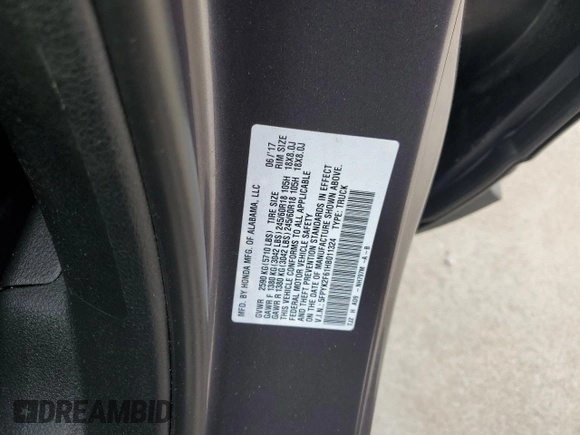 MFD. BY HONDA MFG. OF ALABAMA, LLC 06/'17
GVWR 2590 KG(5710 LBS) TIRE SIZE RIM SIZE
GAWR F 1380 KG(3042 LBS) 245/60R18 105H 18X8.0J
GAWR R 1380 KG(3042 LBS) 245/60R18 105H 18X8.0J
THIS VEHICLE CONFORMS TO ALL APPLICABLE
FEDERAL MOTOR VEHICLE SAFETY
AND THEFT PREVENTION STANDARDS IN EFFECT
ON THE DATE OF MANUFACTURE SHOWN ABOVE.
V.I.N.: 5FPYK2F51HB011324 TYPE: TRUCK
DREAMBID